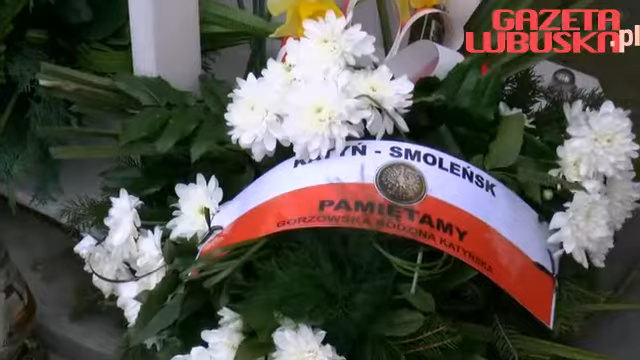 GAZETA
LUBUSKA.pl
KATYŃ - SMOLEŃSK
PAMIĘTAMY
GORZOWSKA RODZINA KATYŃSKA